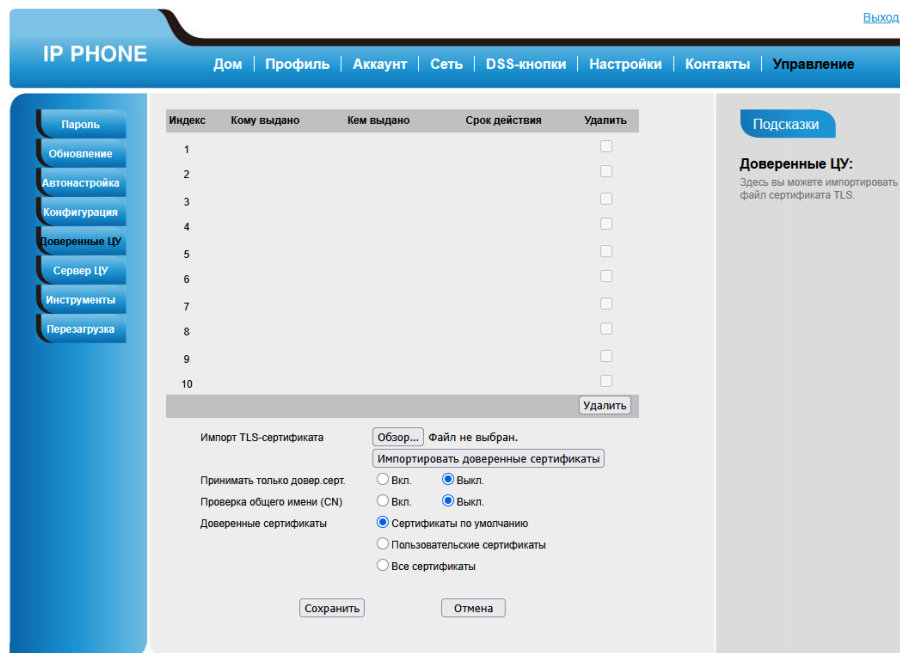 Выход
IP PHONE
Дом | Профиль | Аккаунт | Сеть | DSS-кнопки | Настройки | Контакты | Управление
Пароль
Обновление
Автонастройка
Конфигурация
Доверенные ЦУ
Сервер ЦУ
Инструменты
Перезагрузка
Индекс Кому выдано Кем выдано Срок действия Удалить
1
2
3
4
5
6
7
8
9
10
Удалить
Импорт TLS-сертификата Обзор... Файл не выбран.
Импортировать доверенные сертификаты
Принимать только довер.серт. Вкл. Выкл.
Проверка общего имени (CN) Вкл. Выкл.
Доверенные сертификаты Сертификаты по умолчанию
Пользовательские сертификаты
Все сертификаты
Сохранить Отмена
Подсказки
Доверенные ЦУ:
Здесь вы можете импортировать
файл сертификата TLS.